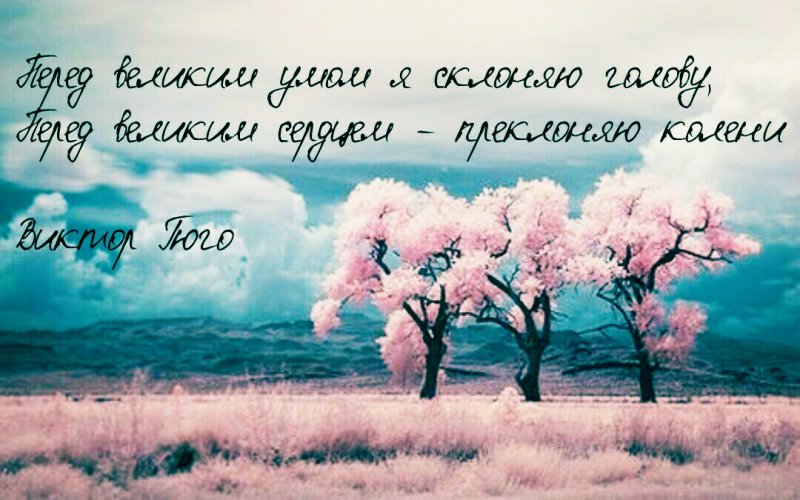 Перед великим умом я склоняю голову,
Перед великим сердцем - преклоняю колени
Виктор Гюго